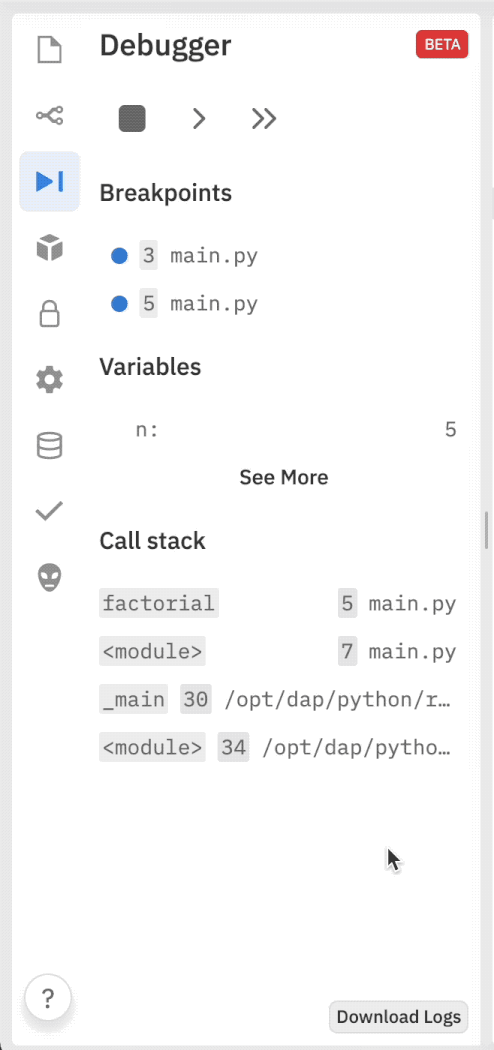 Debugger BETA
Breakpoints
3 main.py
5 main.py
Variables
n: 5
See More
Call stack
factorial 5 main.py
<module> 7 main.py
_main 30 /opt/dap/python/r…
<module> 34 /opt/dap/pytho…
?
Download Logs